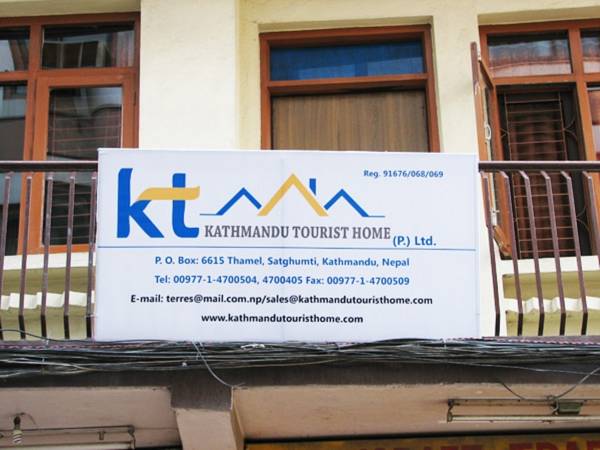 Reg. 91676/068/069
kt
KATHMANDU TOURIST HOME (P.) Ltd.
P. O. Box: 6615 Thamel, Satghumti, Kathmandu, Nepal
Tel: 00977-1-4700504, 4700405 Fax: 00977-1-4700509
E-mail: terres@mail.com.np/sales@kathmandutouristhome.com
www.kathmandutouristhome.com